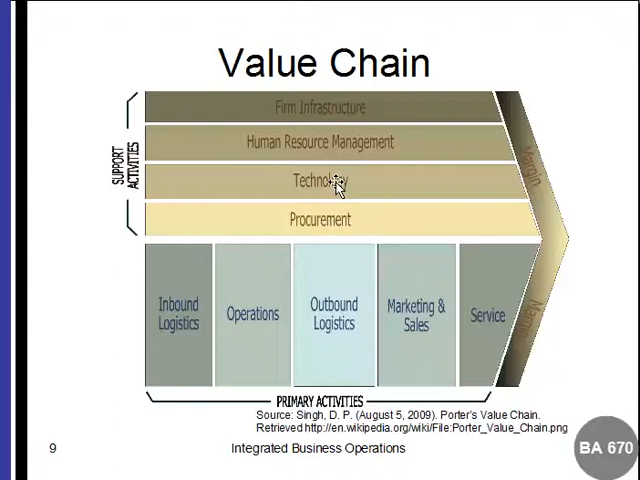 Value Chain
SUPPORT
ACTIVITIES
Firm Infrastructure
Human Resource Management
Technology
Procurement
Margin
Margin
Inbound
Logistics
Operations
Outbound
Logistics
Marketing &
Sales
Service
PRIMARY ACTIVITIES
Source: Singh, D. P. (August 5, 2009). Porter's Value Chain.
Retrieved http://en.wikipedia.org/wiki/File:Porter_Value_Chain.png
9
Integrated Business Operations
BA 670